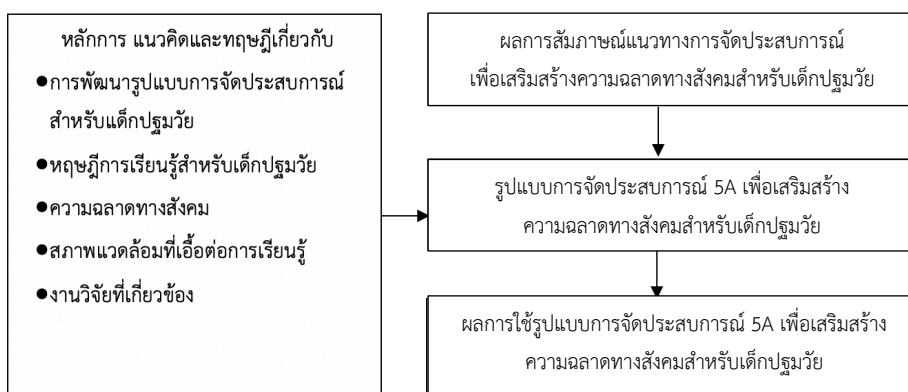 หลักการ แนวคิดและทฤษฎีเกี่ยวกับ
●การพัฒนารูปแบบการจัดประสบการณ์
สำหรับแด็กปฐมวัย
●หฤษฎีการเรียนรู้สำหรับเด็กปฐมวัย
●ความฉลาดทางสังคม
●สภาพแวดล้อมที่เอื้อต่อการเรียนรู้
●งานวิจัยที่เกี่ยวข้อง
ผลการสัมภาษณ์แนวทางการจัดประสบการณ์
เพื่อเสริมสร้างความฉลาดทางสังคมสำหรับเด็กปฐมวัย
รูปแบบการจัดประสบการณ์ 5A เพื่อเสริมสร้าง
ความฉลาดทางสังคมสำหรับเด็กปฐมวัย
ผลการใช้รูปแบบการจัดประสบการณ์ 5A เพื่อเสริมสร้าง
ความฉลาดทางสังคมสำหรับเด็กปฐมวัย